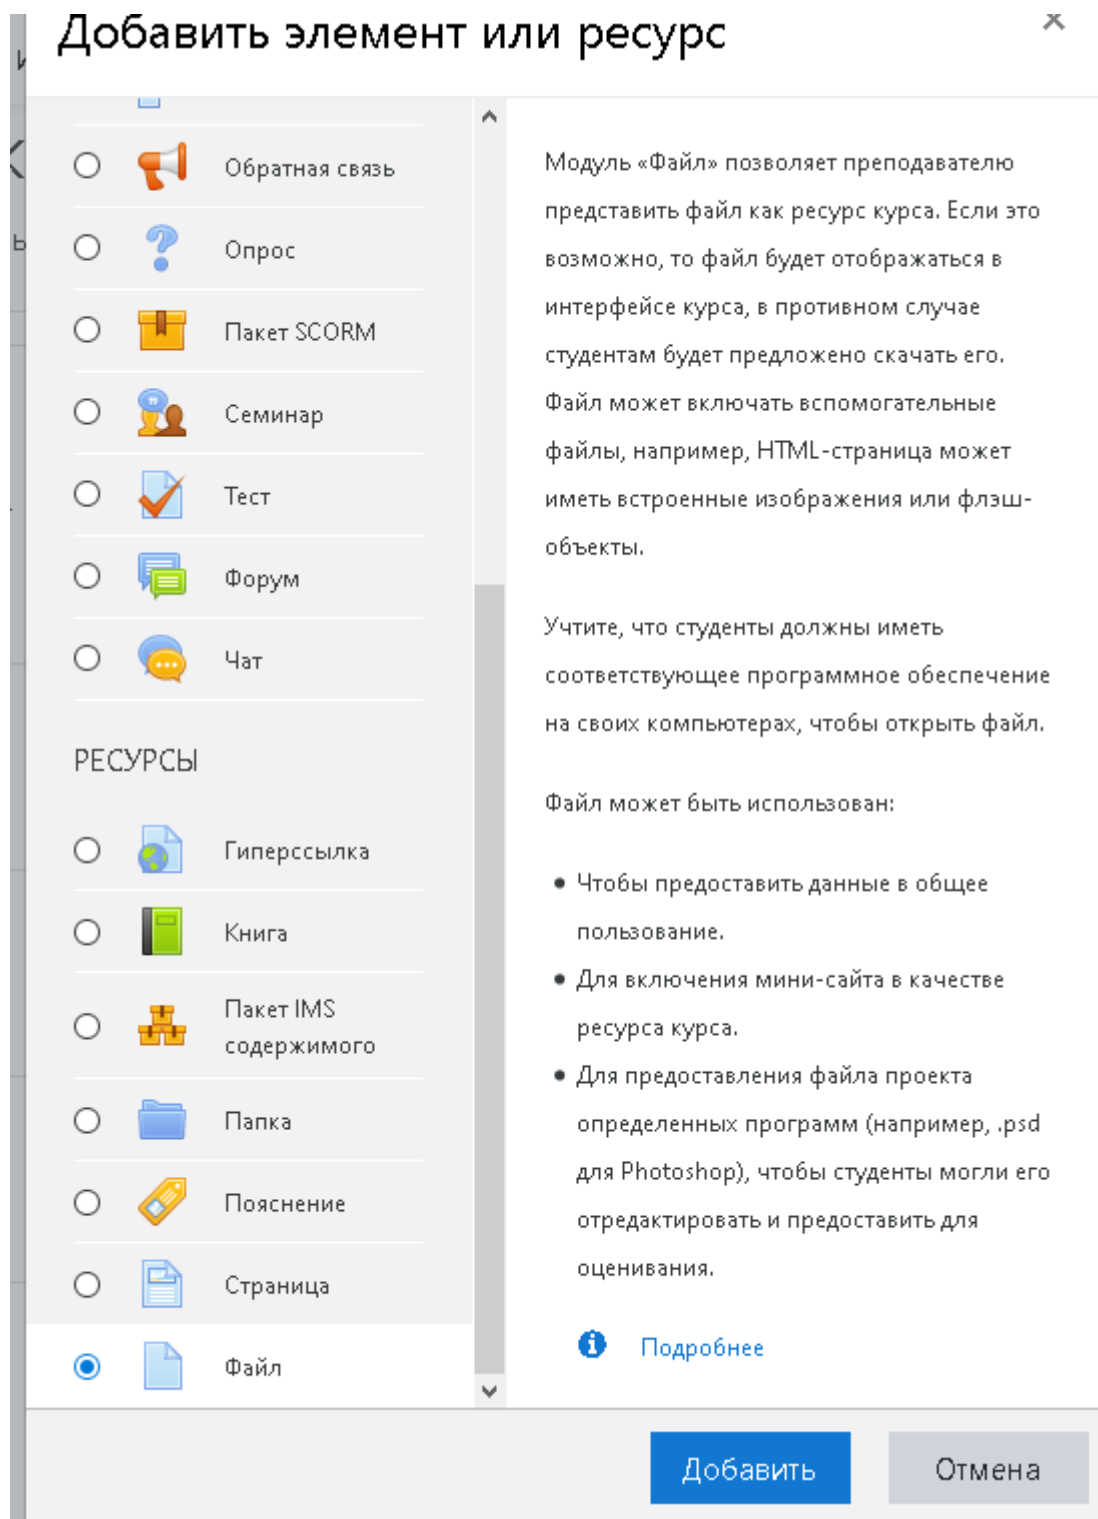 Добавить элемент или ресурс
Обратная связь
Опрос
Пакет SCORM
Семинар
Тест
Форум
Чат
РЕСУРСЫ
Гиперссылка
Книга
Пакет IMS
содержимого
Папка
Пояснение
Страница
Файл
Модуль «Файл» позволяет преподавателю
представить файл как ресурс курса. Если это
возможно, то файл будет отображаться в
интерфейсе курса, в противном случае
студентам будет предложено скачать его.
Файл может включать вспомогательные
файлы, например, HTML-страница может
иметь встроенные изображения или флэш-
объекты.
Учтите, что студенты должны иметь
соответствующее программное обеспечение
на своих компьютерах, чтобы открыть файл.
Файл может быть использован:
• Чтобы предоставить данные в общее
пользование.
• Для включения мини-сайта в качестве
ресурса курса.
• Для предоставления файла проекта
определенных программ (например, .psd
для Photoshop), чтобы студенты могли его
отредактировать и предоставить для
оценивания.
Подробнее
Добавить
Отмена